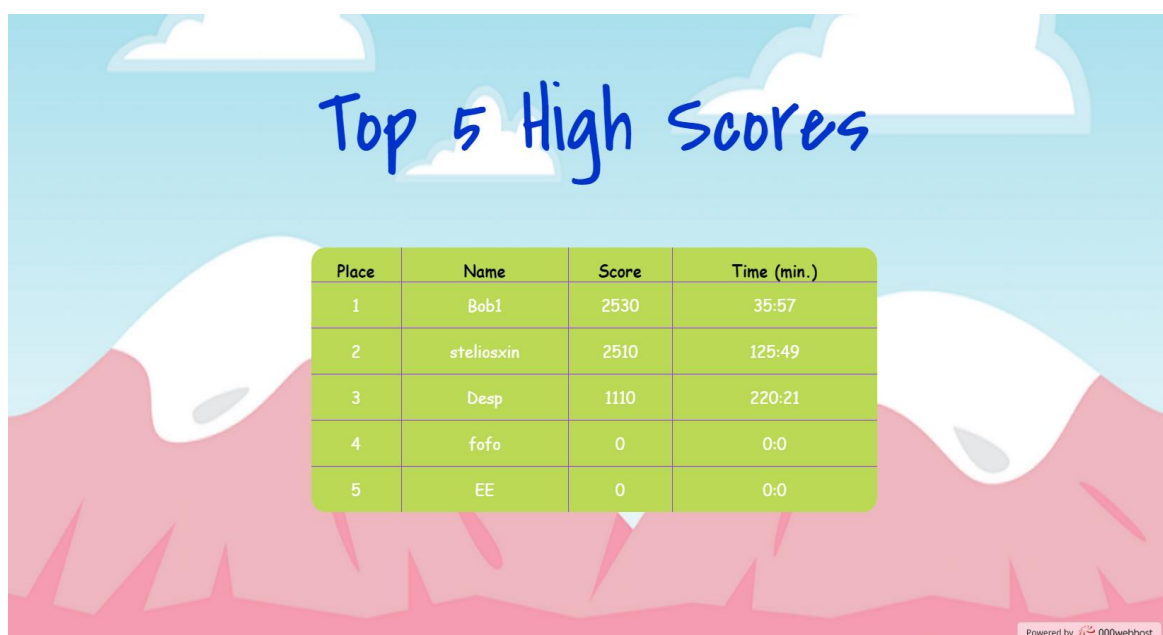 Top 5 High Scores
Place Name Score Time (min.)
1 Bob1 2530 35:57
2 steliosxin 2510 125:49
3 Desp 1110 220:21
4 fofo 0 0:0
5 EE 0 0:0
Powered by 000webhost